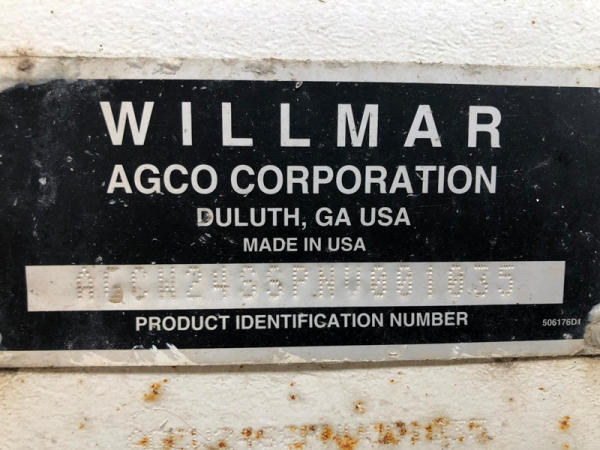 WILLMAR
AGCO CORPORATION
DULUTH, GA USA
MADE IN USA
PRODUCT IDENTIFICATION NUMBER
506176D1